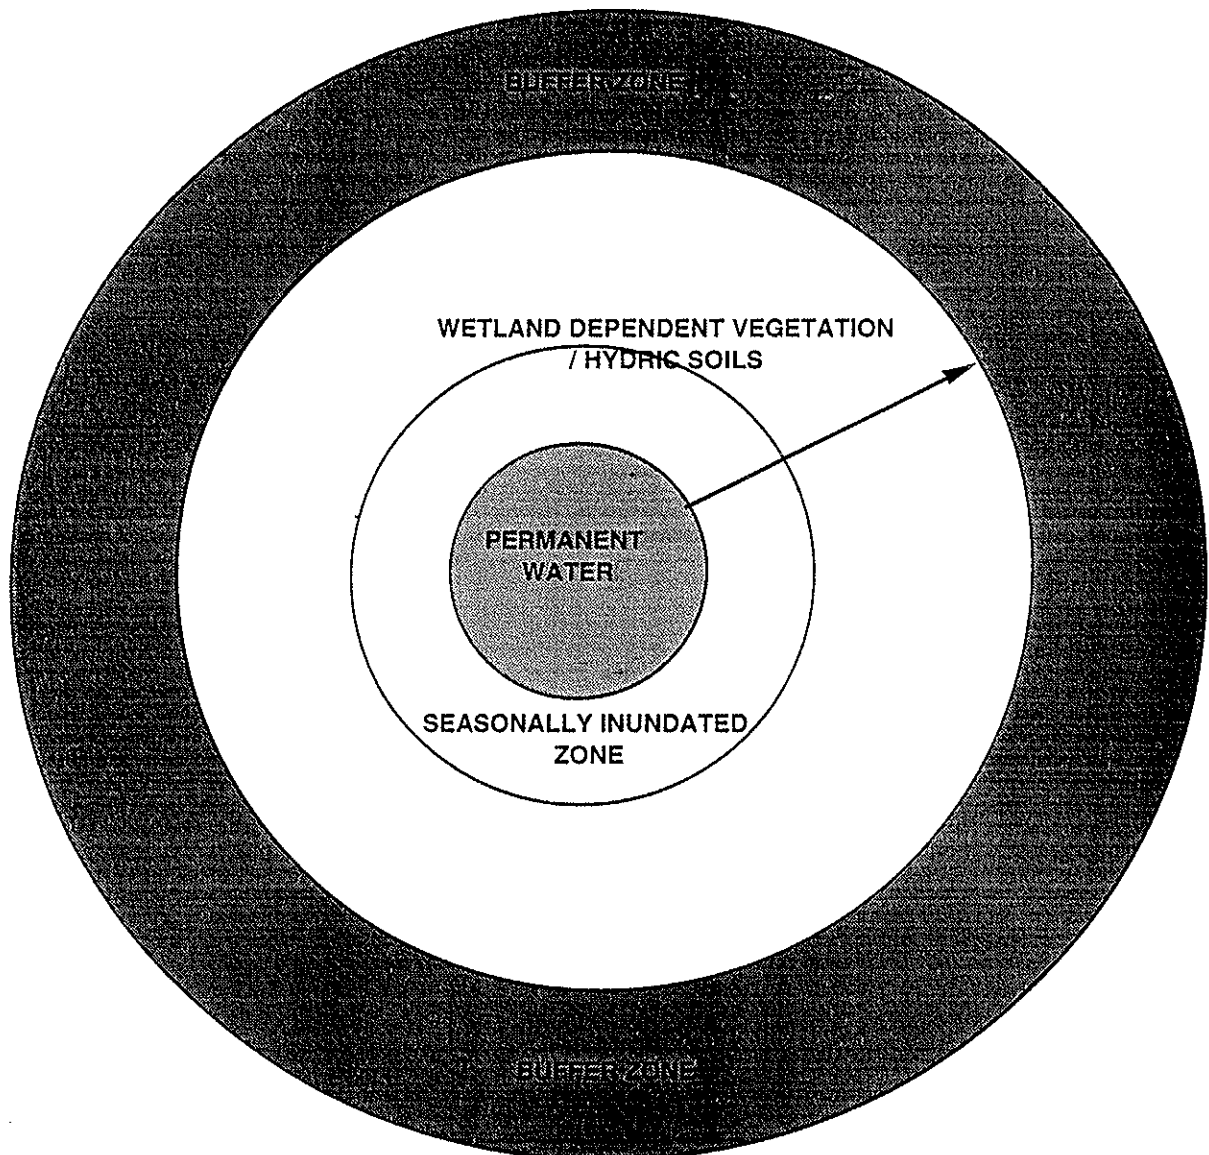 BUFFER ZONE
WETLAND DEPENDENT VEGETATION
/ HYDRIC SOILS
PERMANENT
WATER
SEASONALLY INUNDATED
ZONE
BUFFER ZONE